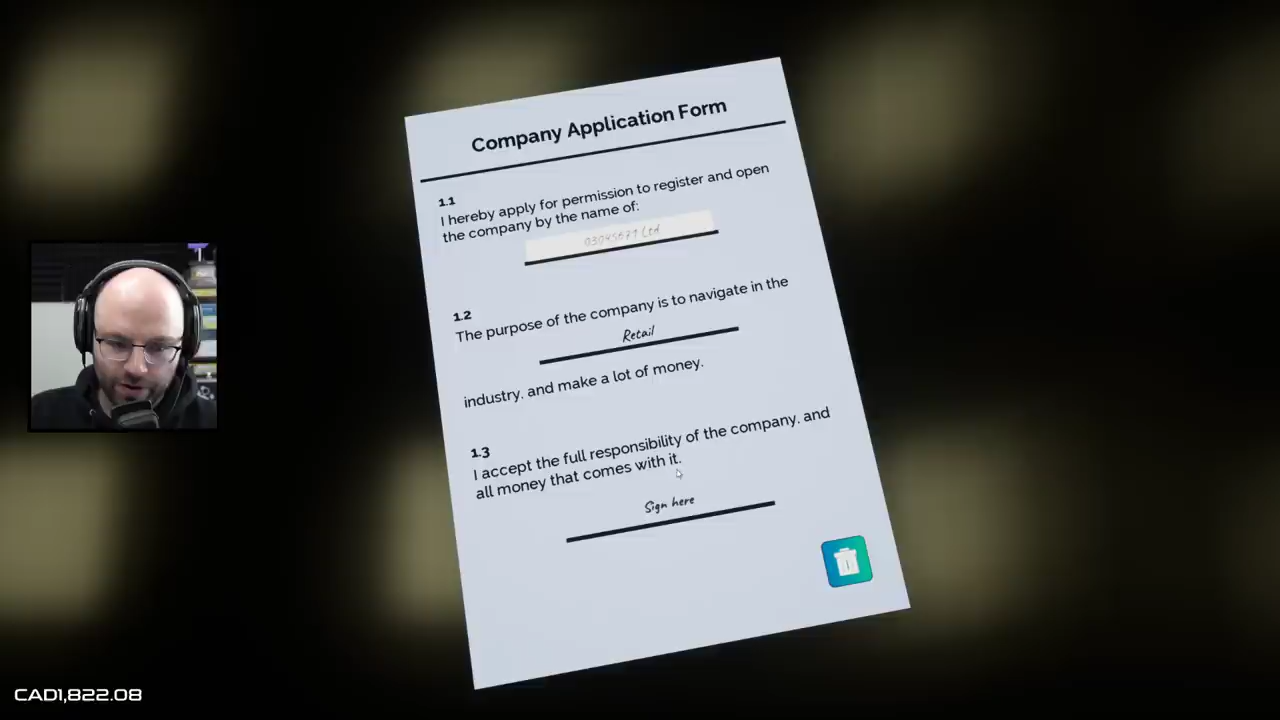 Company Application Form
1.1
I hereby apply for permission to register and open
the company by the name of:
Ltd
1.2
The purpose of the company is to navigate in the
Retail
industry, and make a lot of money.
1.3
I accept the full responsibility of the company, and
all money that comes with it.
Sign here
CAD1,822.08